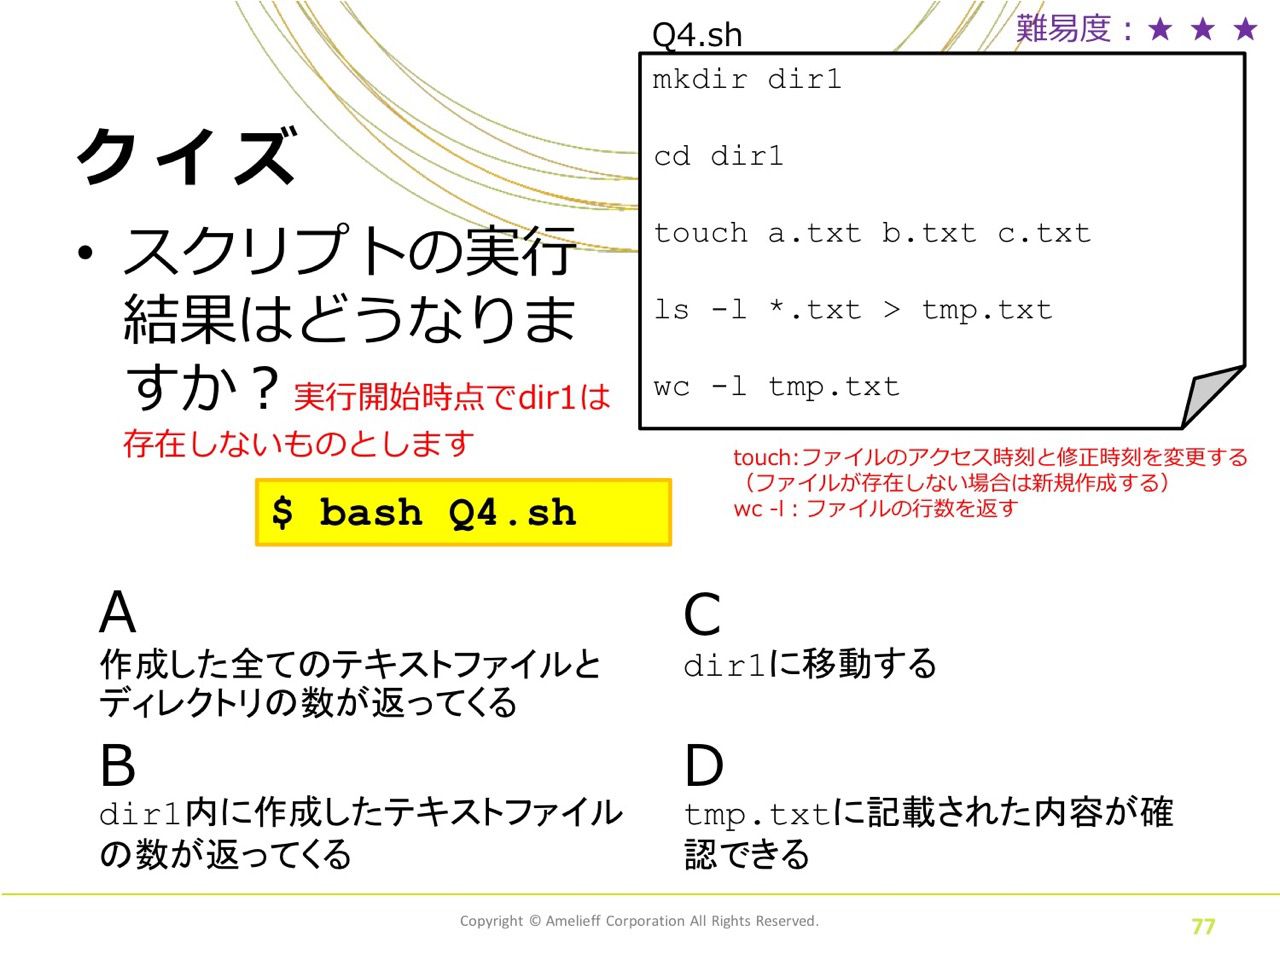 難易度：★ ★ ★
Q4.sh
mkdir dir1
cd dir1
touch a.txt b.txt c.txt
ls -l *.txt > tmp.txt
wc -l tmp.txt
クイズ
• スクリプトの実行
結果はどうなりま
すか？実行開始時点でdir1は
存在しないものとします
touch:ファイルのアクセス時刻と修正時刻を変更する
（ファイルが存在しない場合は新規作成する）
wc -l：ファイルの行数を返す
$ bash Q4.sh
A
作成した全てのテキストファイルと
ディレクトリの数が返ってくる
B
dir1内に作成したテキストファイル
の数が返ってくる
C
dir1に移動する
D
tmp.txtに記載された内容が確
認できる
Copyright © Amelieff Corporation All Rights Reserved.
77